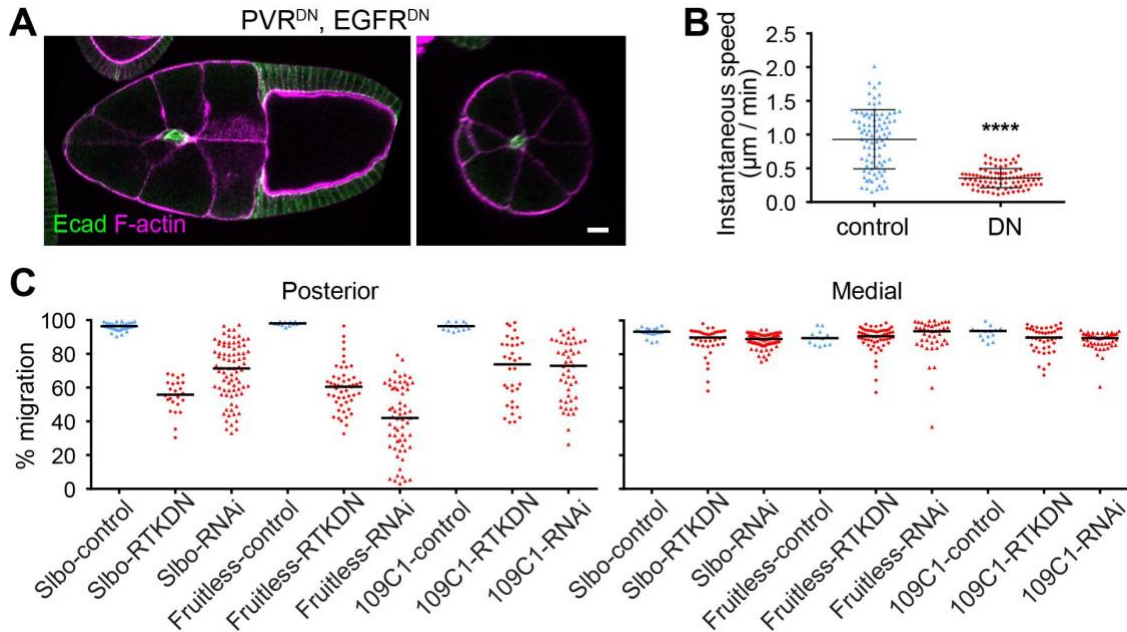 A
PVR^DN, EGFR^DN
Ecad F-actin
B
Instantaneous speed
(µm / min)
2.5
2.0
1.5
1.0
0.5
0.0
****
control
DN
C
Posterior
Medial
% migration
100
80
60
40
20
0
Slbo-control
Slbo-RTKDN
Slbo-RNAi
Fruitless-control
Fruitless-RTKDN
Fruitless-RNAi
109C1-control
109C1-RTKDN
109C1-RNAi
Slbo-control
Slbo-RTKDN
Slbo-RNAi
Fruitless-control
Fruitless-RTKDN
Fruitless-RNAi
109C1-control
109C1-RTKDN
109C1-RNAi